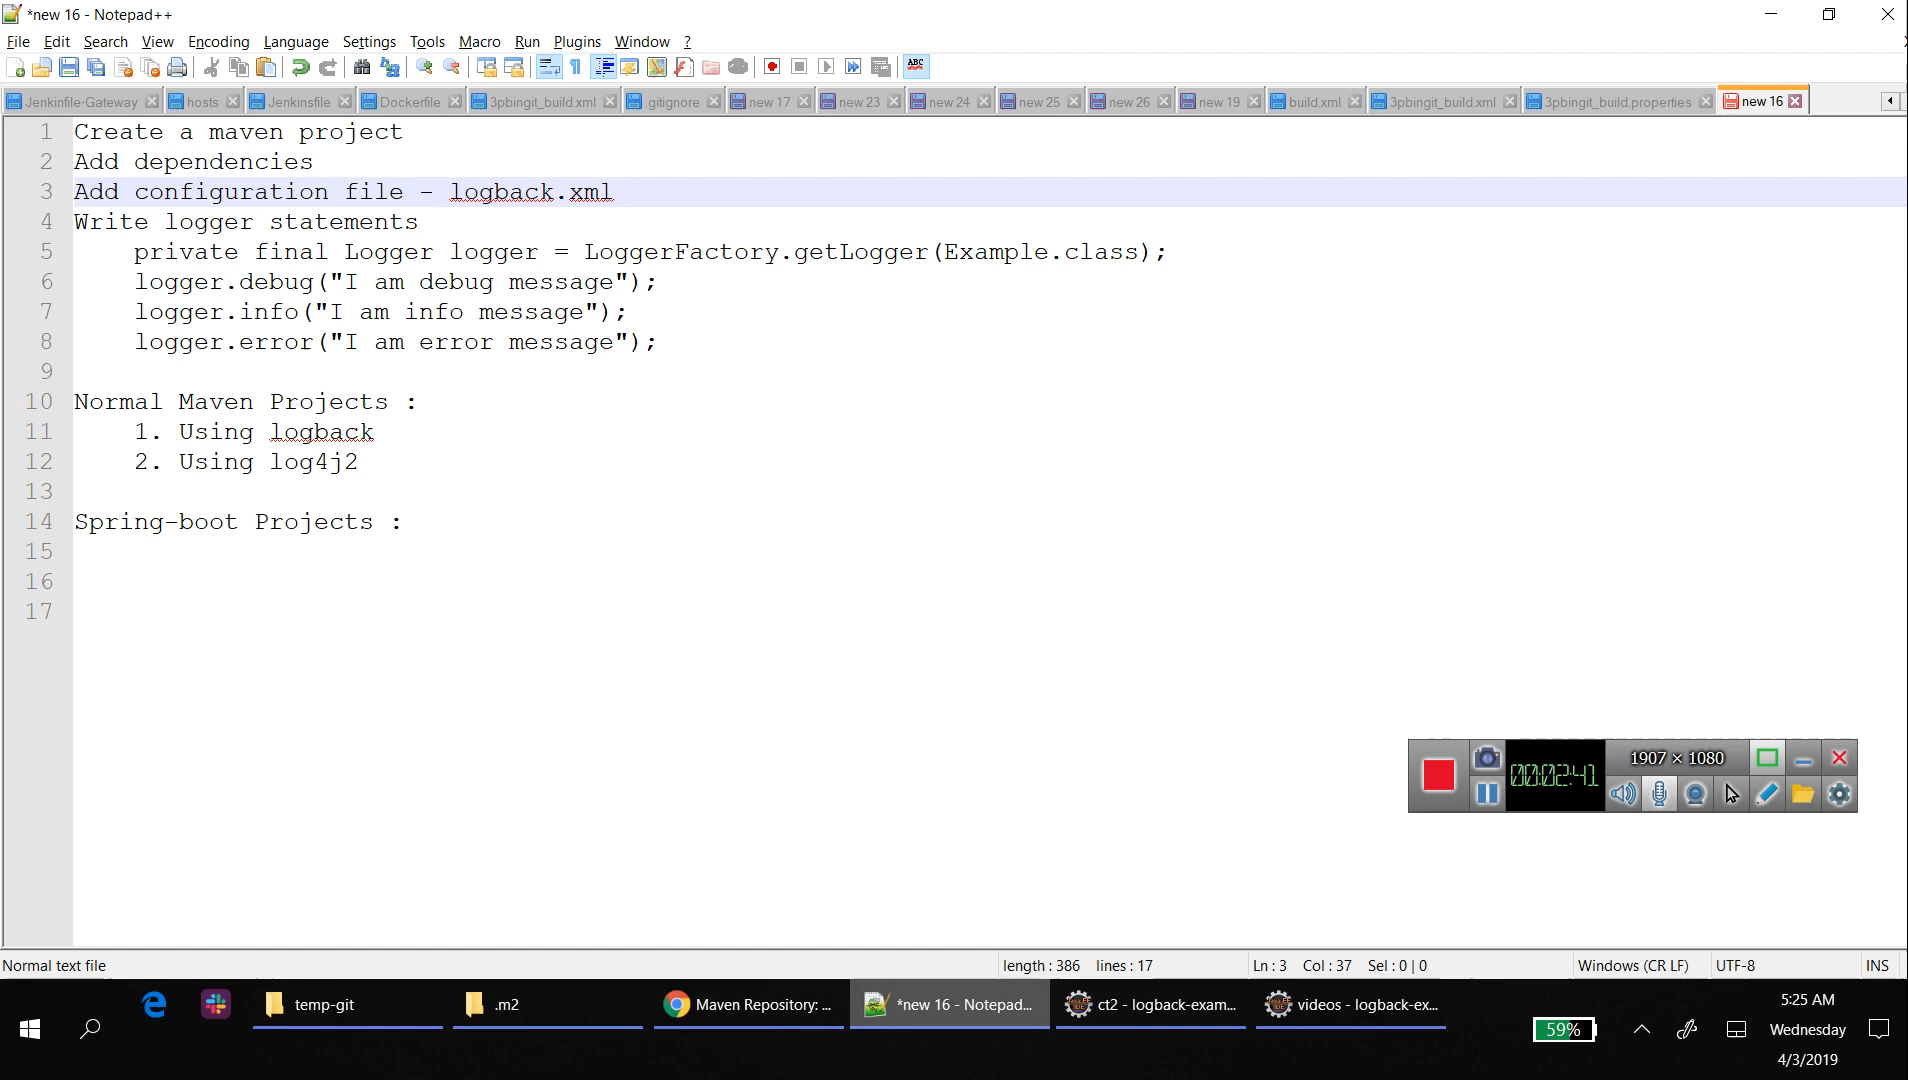 *new 16 - Notepad++
File Edit Search View Encoding Language Settings Tools Macro Run Plugins Window ?
Jenkinfile-Gateway hosts Jenkinsfile Dockerfile 3pbingit_build.xml .gitignore new 17 new 23 new 24 new 25 new 26 new 19 build.xml 3pbingit_build.xml 3pbingit_build.properties new 16
1 Create a maven project
2 Add dependencies
3 Add configuration file - logback.xml
4 Write logger statements
5 private final Logger logger = LoggerFactory.getLogger(Example.class);
6 logger.debug("I am debug message");
7 logger.info("I am info message");
8 logger.error("I am error message");
9
10 Normal Maven Projects :
11 1. Using logback
12 2. Using log4j2
13
14 Spring-boot Projects :
15
16
17
1907 × 1080
00:02:41
Normal text file length : 386 lines : 17 Ln : 3 Col : 37 Sel : 0 | 0 Windows (CR LF) UTF-8 INS
temp-git .m2 Maven Repository: ... *new 16 - Notepad... ct2 - logback-exam... videos - logback-ex...
59%
5:25 AM
Wednesday
4/3/2019